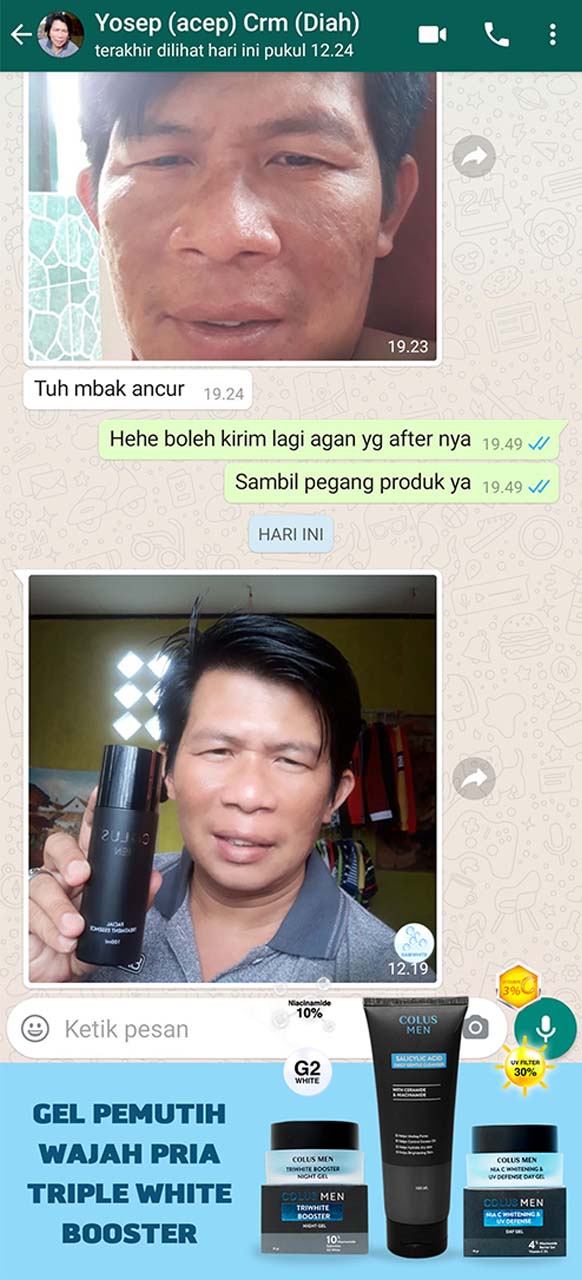 Yosep (acep) Crm (Diah)
terakhir dilihat hari ini pukul 12.24
19.23
Tuh mbak ancur 19.24
Hehe boleh kirim lagi agan yg after nya 19.49
Sambil pegang produk ya 19.49
HARI INI
COLUS
MEN
FACIAL
TREATMENT ESSENCE
100ml
12.19
Ketik pesan
Niacinamide
10%
3%
G2
WHITE
UV FILTER
30%
GEL PEMUTIH
WAJAH PRIA
TRIPLE WHITE
BOOSTER
COLUS MEN
TRIWHITE BOOSTER
NIGHT GEL
COLUS MEN
TRIWHITE
BOOSTER
NIGHT GEL
10%
COLUS
MEN
SALICYLIC ACID
DAILY GENTLE CLEANSER
WITH CERAMIDE
& NIACINAMIDE
COLUS MEN
NIA C WHITENING &
UV DEFENSE DAY GEL
COLUS MEN
NIA C WHITENING &
UV DEFENSE
DAY GEL